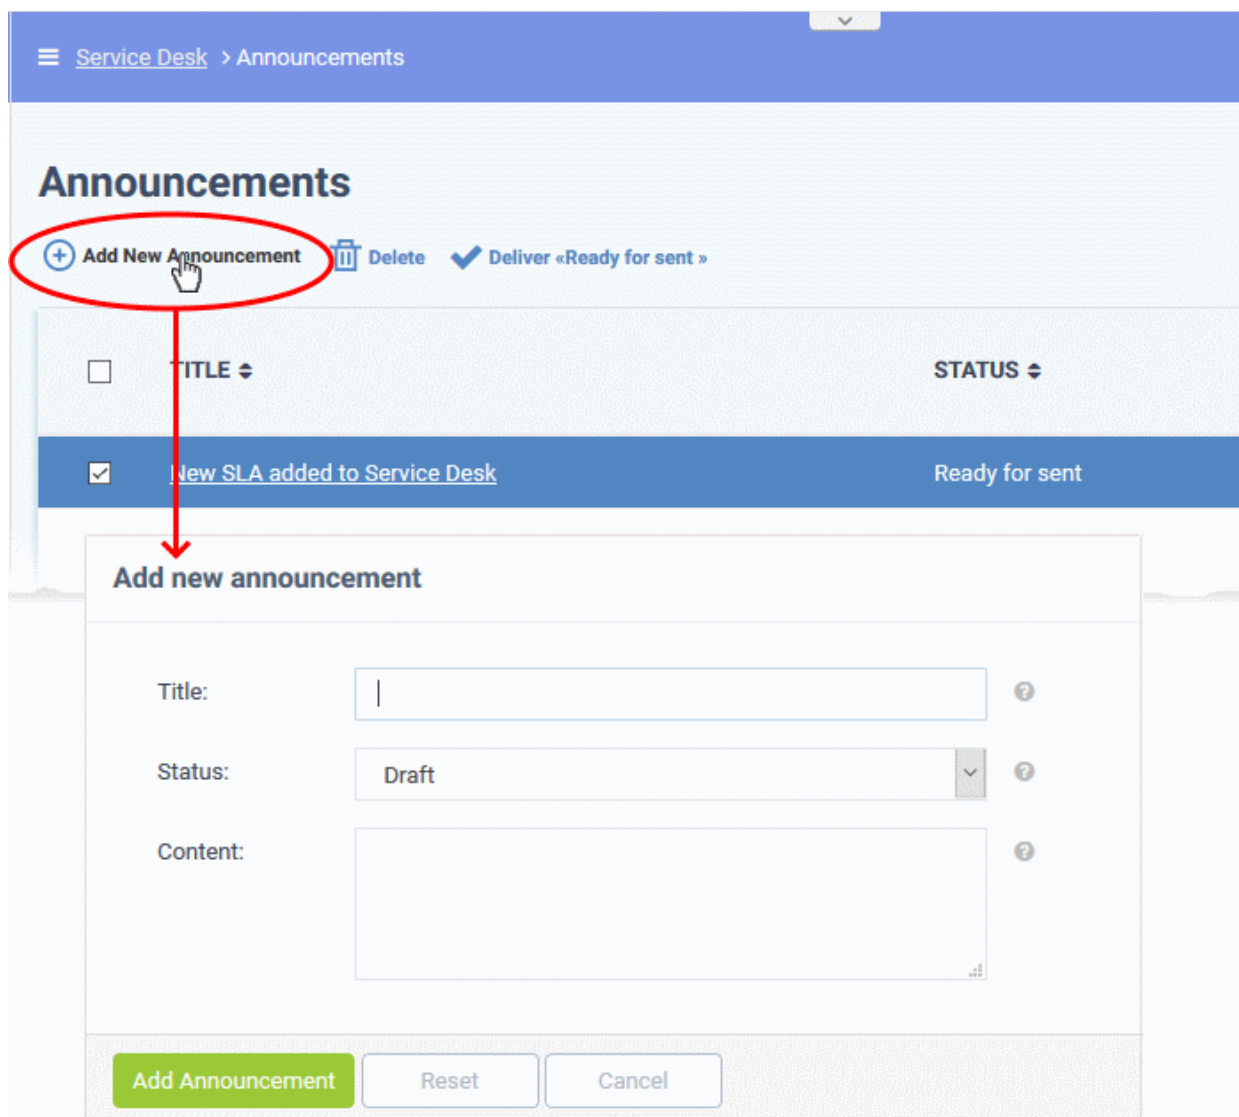 Service Desk > Announcements
Announcements
Add New Announcement Delete Deliver «Ready for sent »
TITLE STATUS
New SLA added to Service Desk Ready for sent
Add new announcement
Title:
Status: Draft
Content:
Add Announcement Reset Cancel